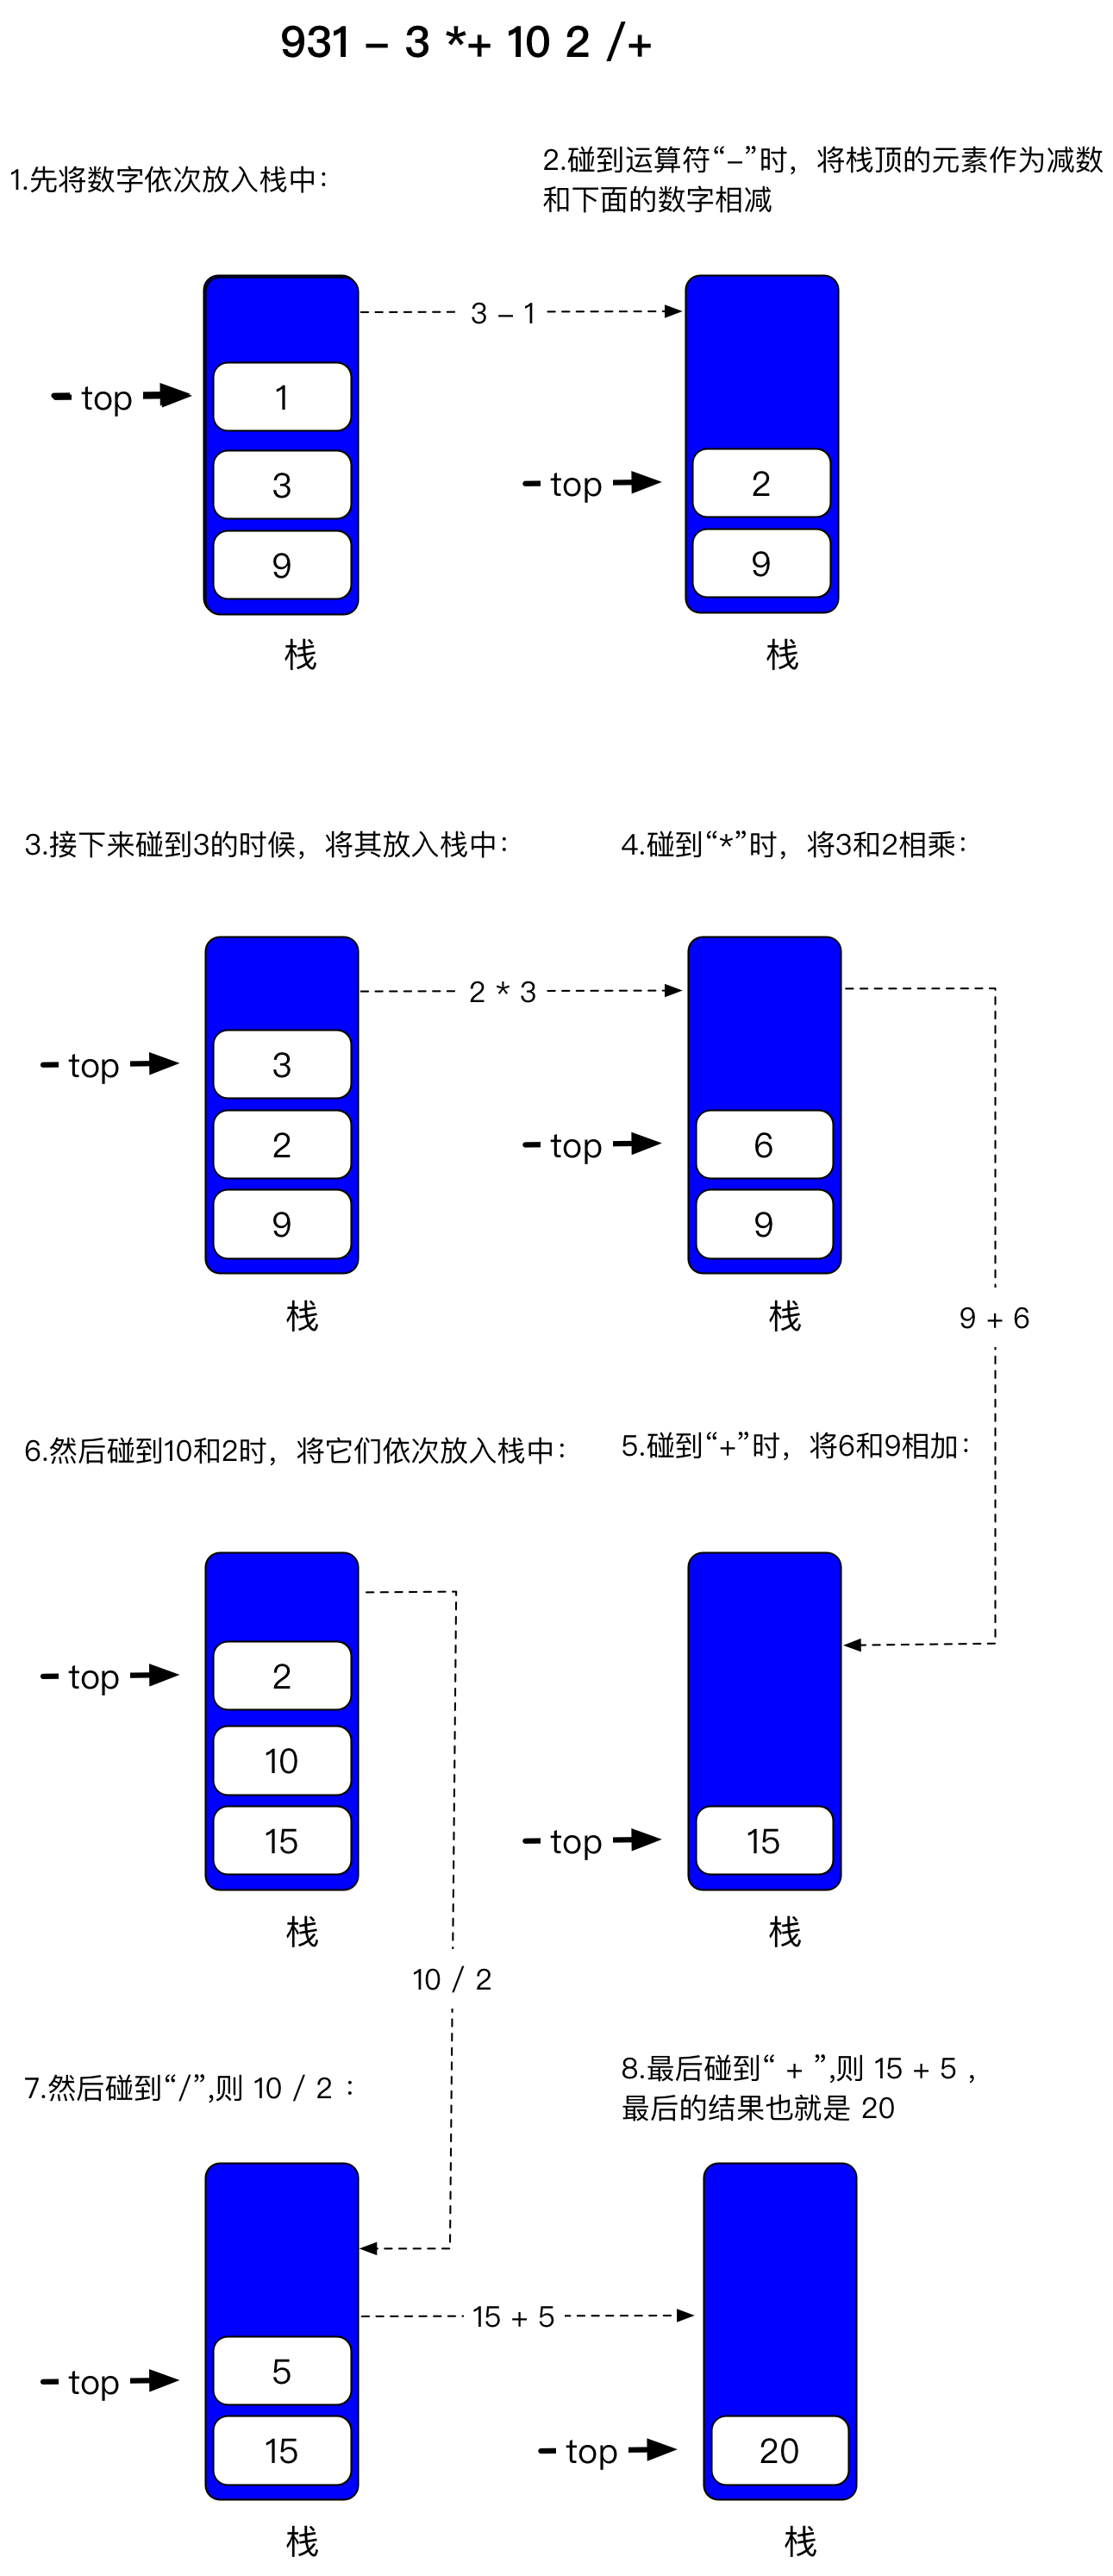 931 – 3 *+ 10 2 /+
1.先将数字依次放入栈中：
2.碰到运算符“–”时，将栈顶的元素作为减数
和下面的数字相减
3 – 1
top
1
3
9
栈
top
2
9
栈
3.接下来碰到3的时候，将其放入栈中：
4.碰到“*”时，将3和2相乘：
2 * 3
top
3
2
9
栈
top
6
9
栈
9 + 6
6.然后碰到10和2时，将它们依次放入栈中：
5.碰到“+”时，将6和9相加：
top
2
10
15
栈
top
15
栈
10 / 2
7.然后碰到“/”,则 10 / 2 ：
8.最后碰到“ + ”,则 15 + 5 ，
最后的结果也就是 20
15 + 5
top
5
15
栈
top
20
栈